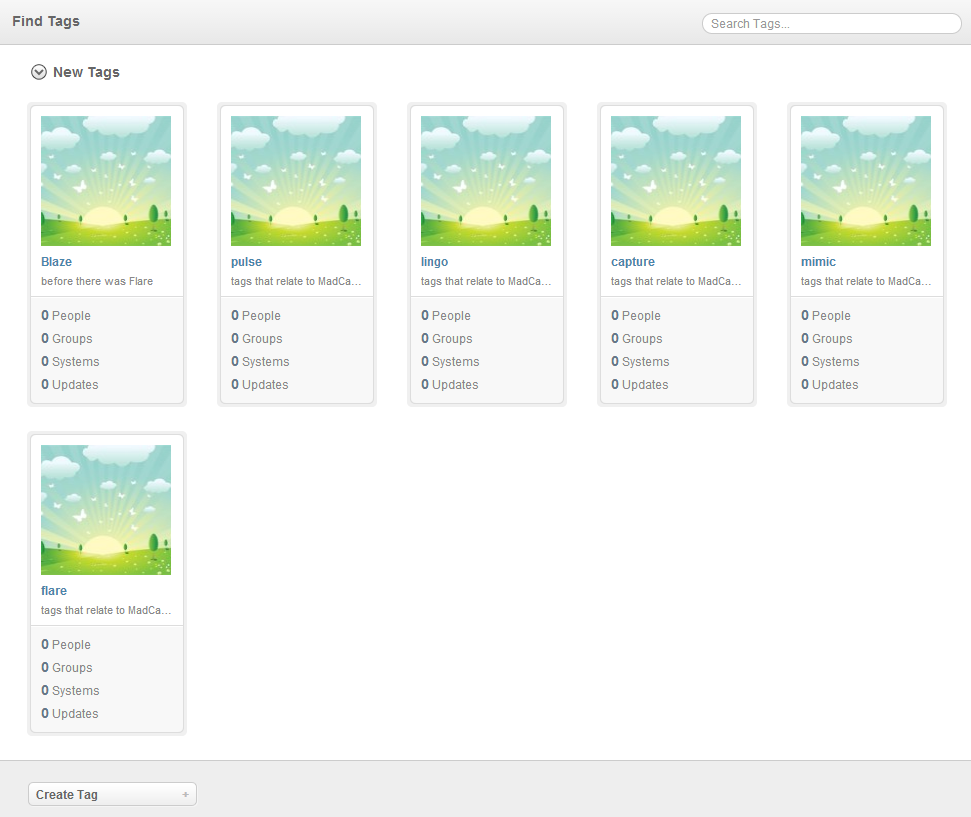 Find Tags
Search Tags...
New Tags
Blaze
before there was Flare
0 People
0 Groups
0 Systems
0 Updates
pulse
tags that relate to MadCa...
0 People
0 Groups
0 Systems
0 Updates
lingo
tags that relate to MadCa...
0 People
0 Groups
0 Systems
0 Updates
capture
tags that relate to MadCa...
0 People
0 Groups
0 Systems
0 Updates
mimic
tags that relate to MadCa...
0 People
0 Groups
0 Systems
0 Updates
flare
tags that relate to MadCa...
0 People
0 Groups
0 Systems
0 Updates
Create Tag +